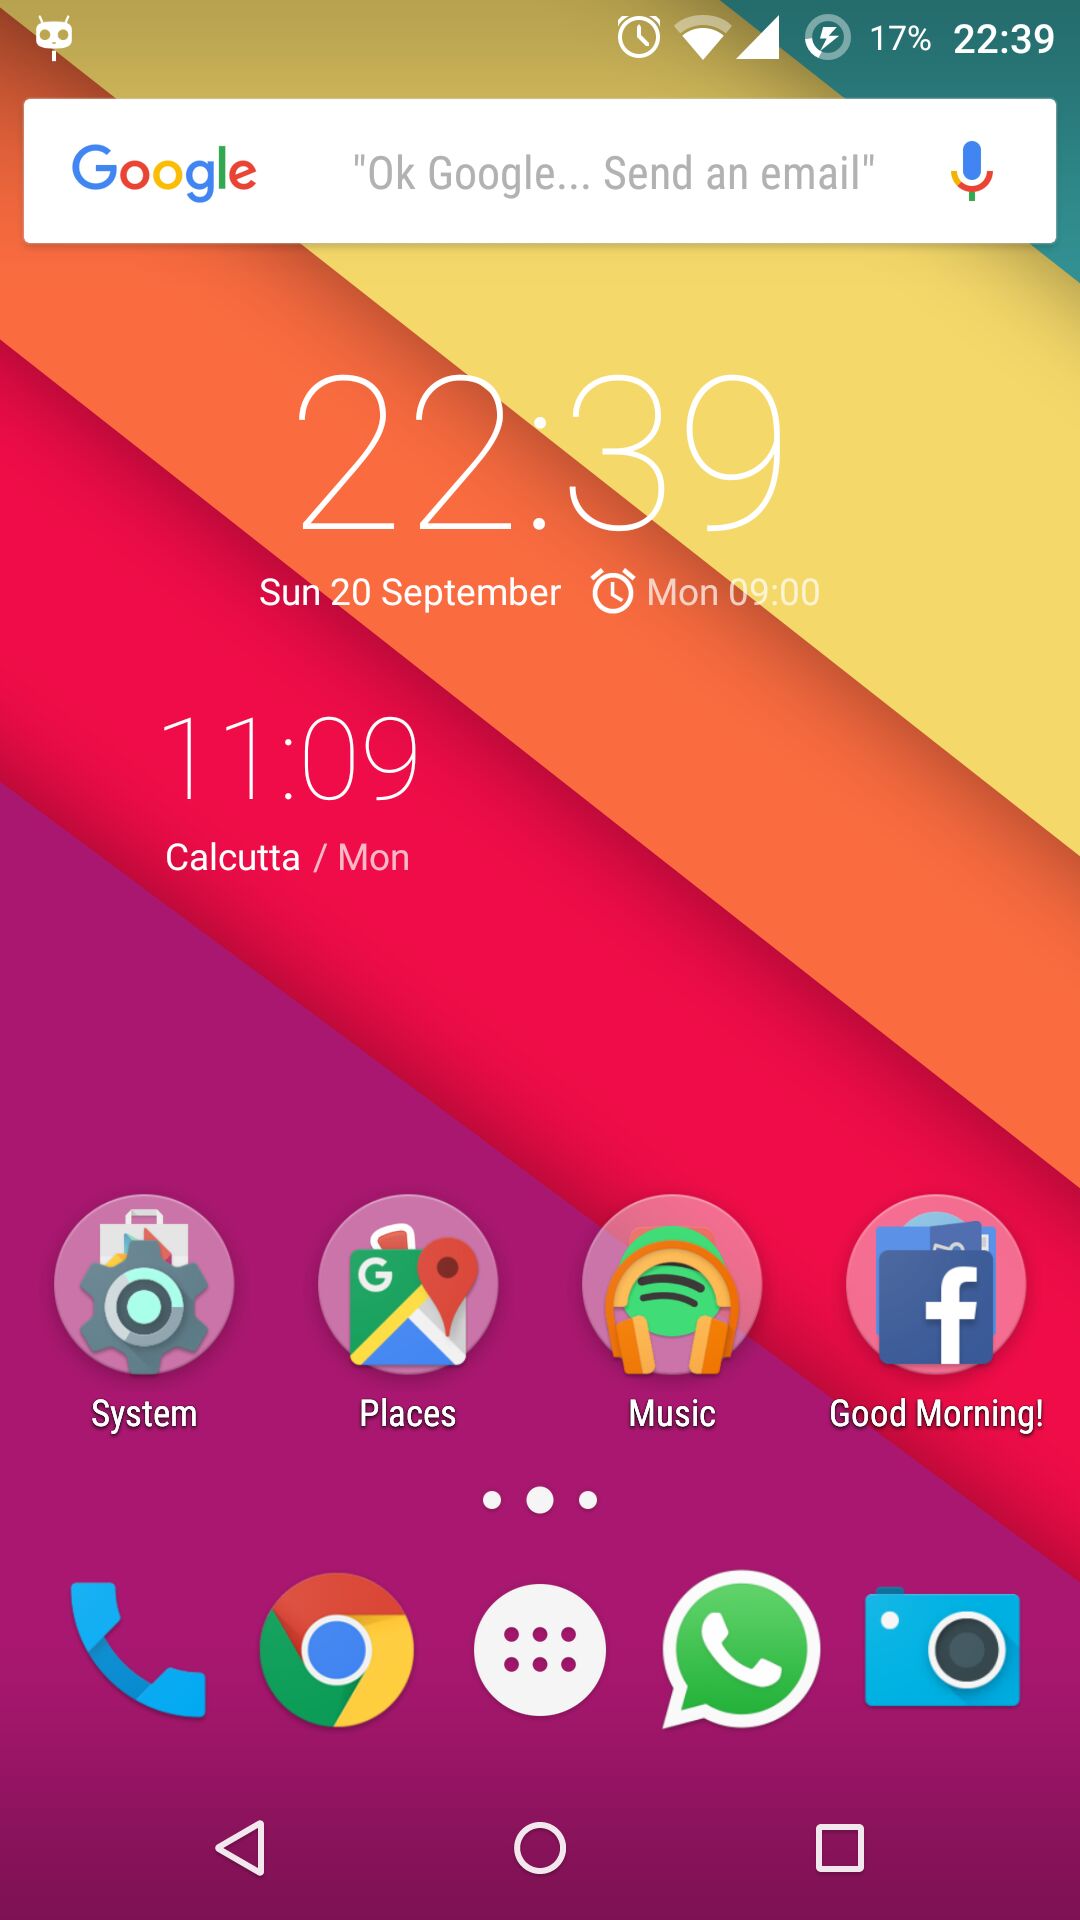 17% 22:39
Google "Ok Google... Send an email"
22:39
Sun 20 September Mon 09:00
11:09
Calcutta / Mon
G f
System Places Music Good Morning!